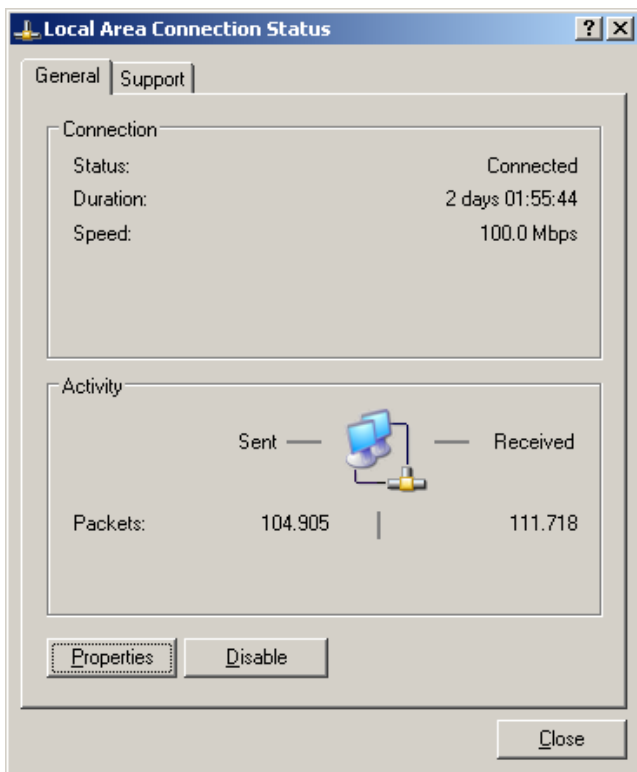 Local Area Connection Status
General Support
Connection
Status: Connected
Duration: 2 days 01:55:44
Speed: 100.0 Mbps
Activity
Sent Received
Packets: 104.905 111.718
Properties Disable
Close